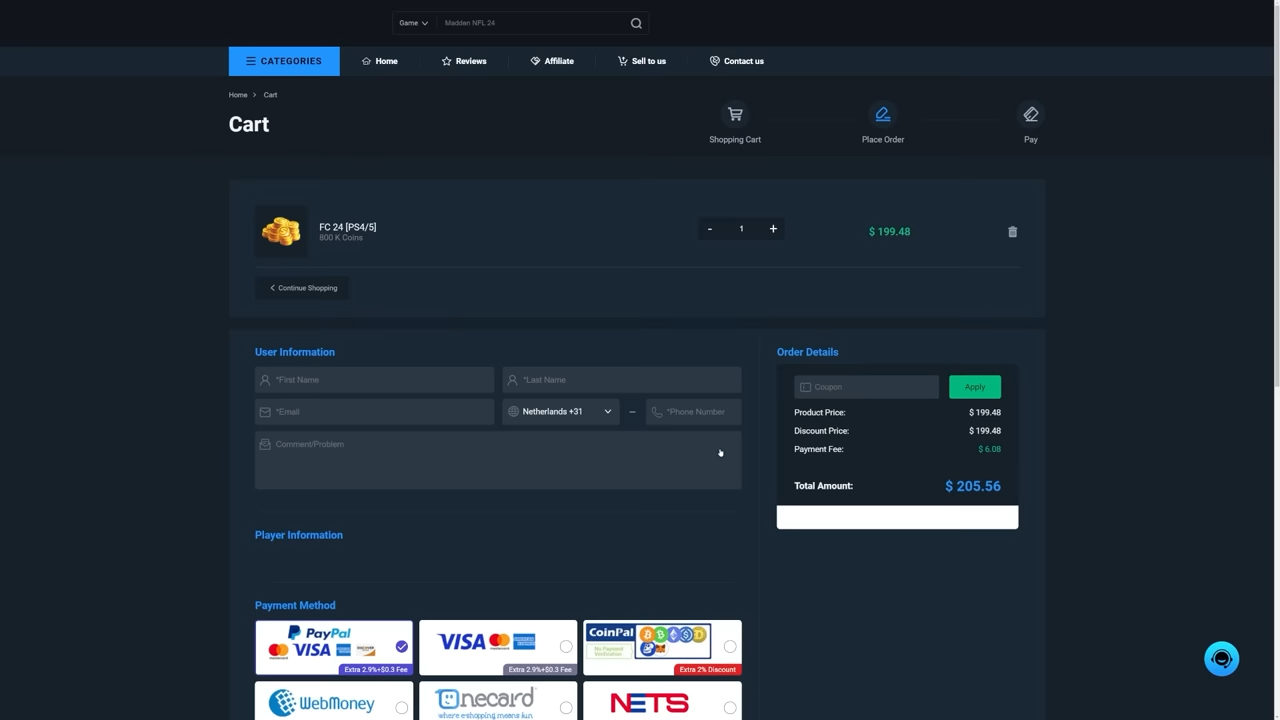 Game
Madden NFL 24
CATEGORIES
Home
Reviews
Affiliate
Sell to us
Contact us
Home > Cart
Cart
Shopping Cart
Place Order
Pay
FC 24 [PS4/5]
800 K Coins
- 1 +
$ 199.48
< Continue Shopping
User Information
*First Name
*Last Name
*Email
Netherlands +31
–
*Phone Number
Comment/Problem
Order Details
Coupon
Apply
Product Price: $ 199.48
Discount Price: $ 199.48
Payment Fee: $ 6.08
Total Amount: $ 205.56
Player Information
Payment Method
PayPal
VISA
Extra 2.9%+$0.3 Fee
VISA
Extra 2.9%+$0.3 Fee
CoinPal
No Payment
Verification
Extra 2% Discount
WebMoney
onecard
where eshopping means fun
NETS